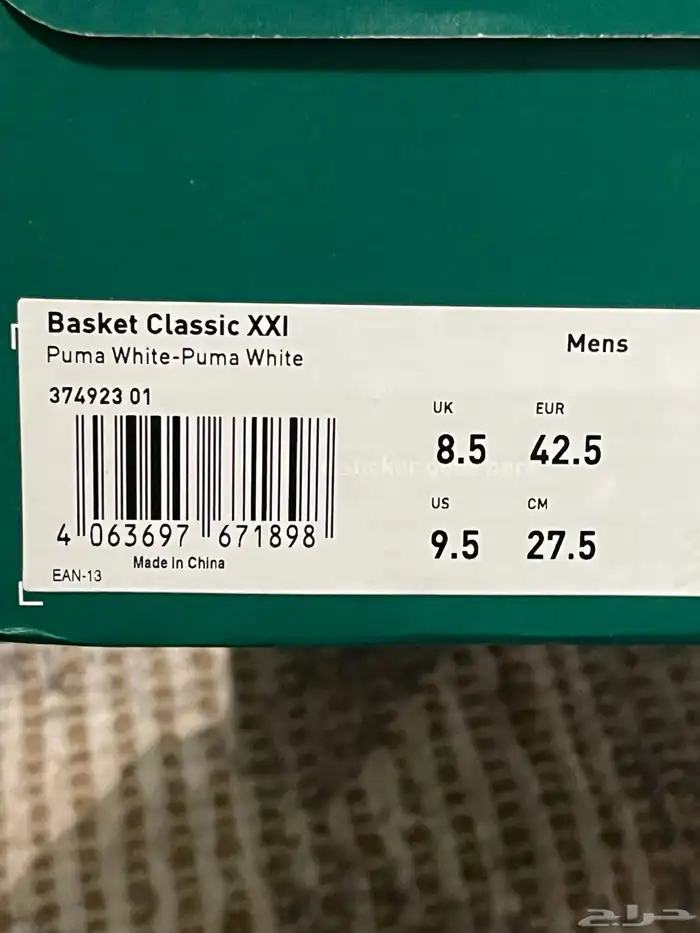 Basket Classic XXI
Puma White-Puma White
Mens
374923 01
UK EUR
8.5 42.5
US CM
9.5 27.5
4 063697 671898
Made in China
EAN-13
حراج